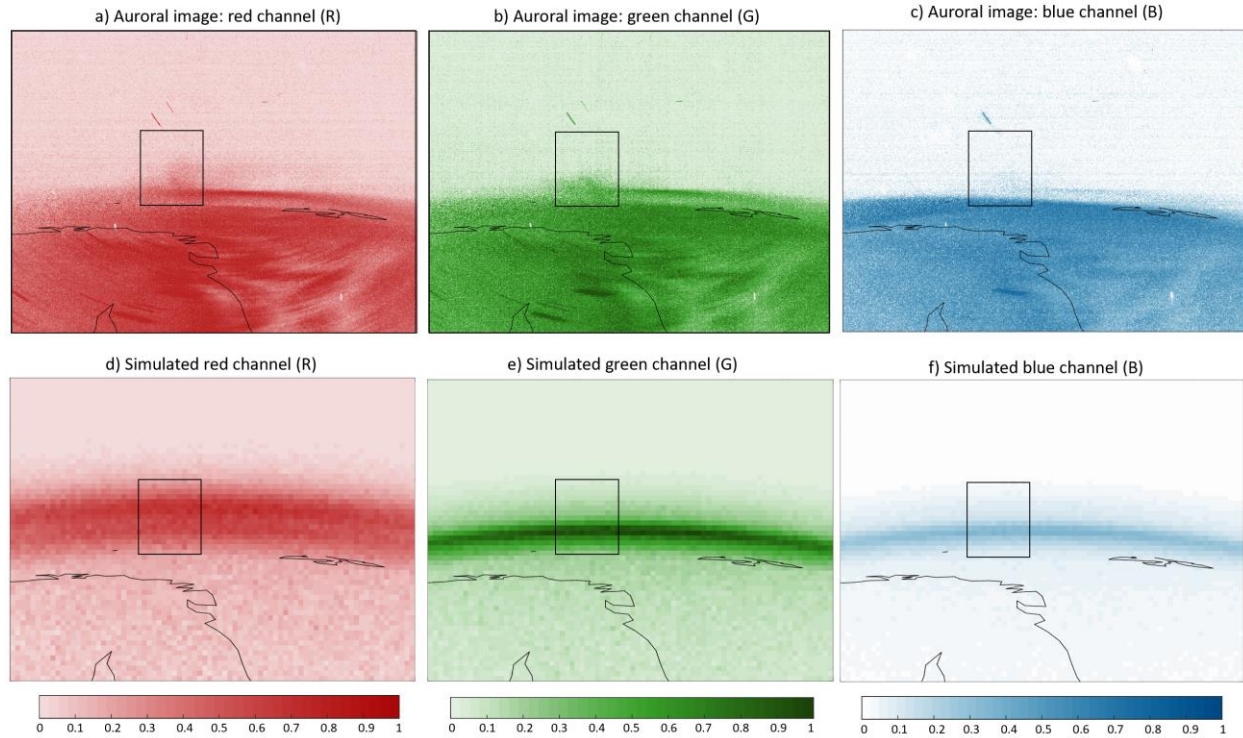 a) Auroral image: red channel (R)
b) Auroral image: green channel (G)
c) Auroral image: blue channel (B)
d) Simulated red channel (R)
e) Simulated green channel (G)
f) Simulated blue channel (B)
0 0.1 0.2 0.3 0.4 0.5 0.6 0.7 0.8 0.9 1
0 0.1 0.2 0.3 0.4 0.5 0.6 0.7 0.8 0.9 1
0 0.1 0.2 0.3 0.4 0.5 0.6 0.7 0.8 0.9 1